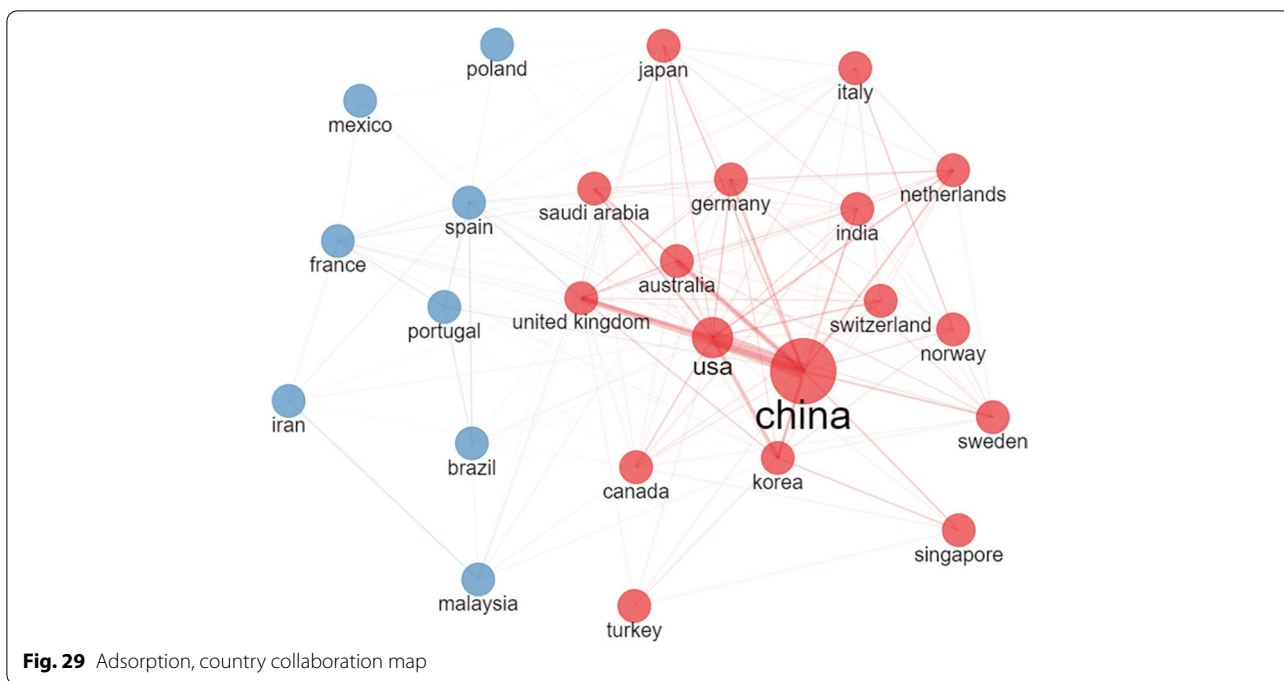 poland
japan
italy
mexico
netherlands
saudi arabia
germany
spain
india
france
australia
portugal
united kingdom
switzerland
norway
usa
china
iran
sweden
brazil
canada
korea
singapore
malaysia
turkey
Fig. 29 Adsorption, country collaboration map